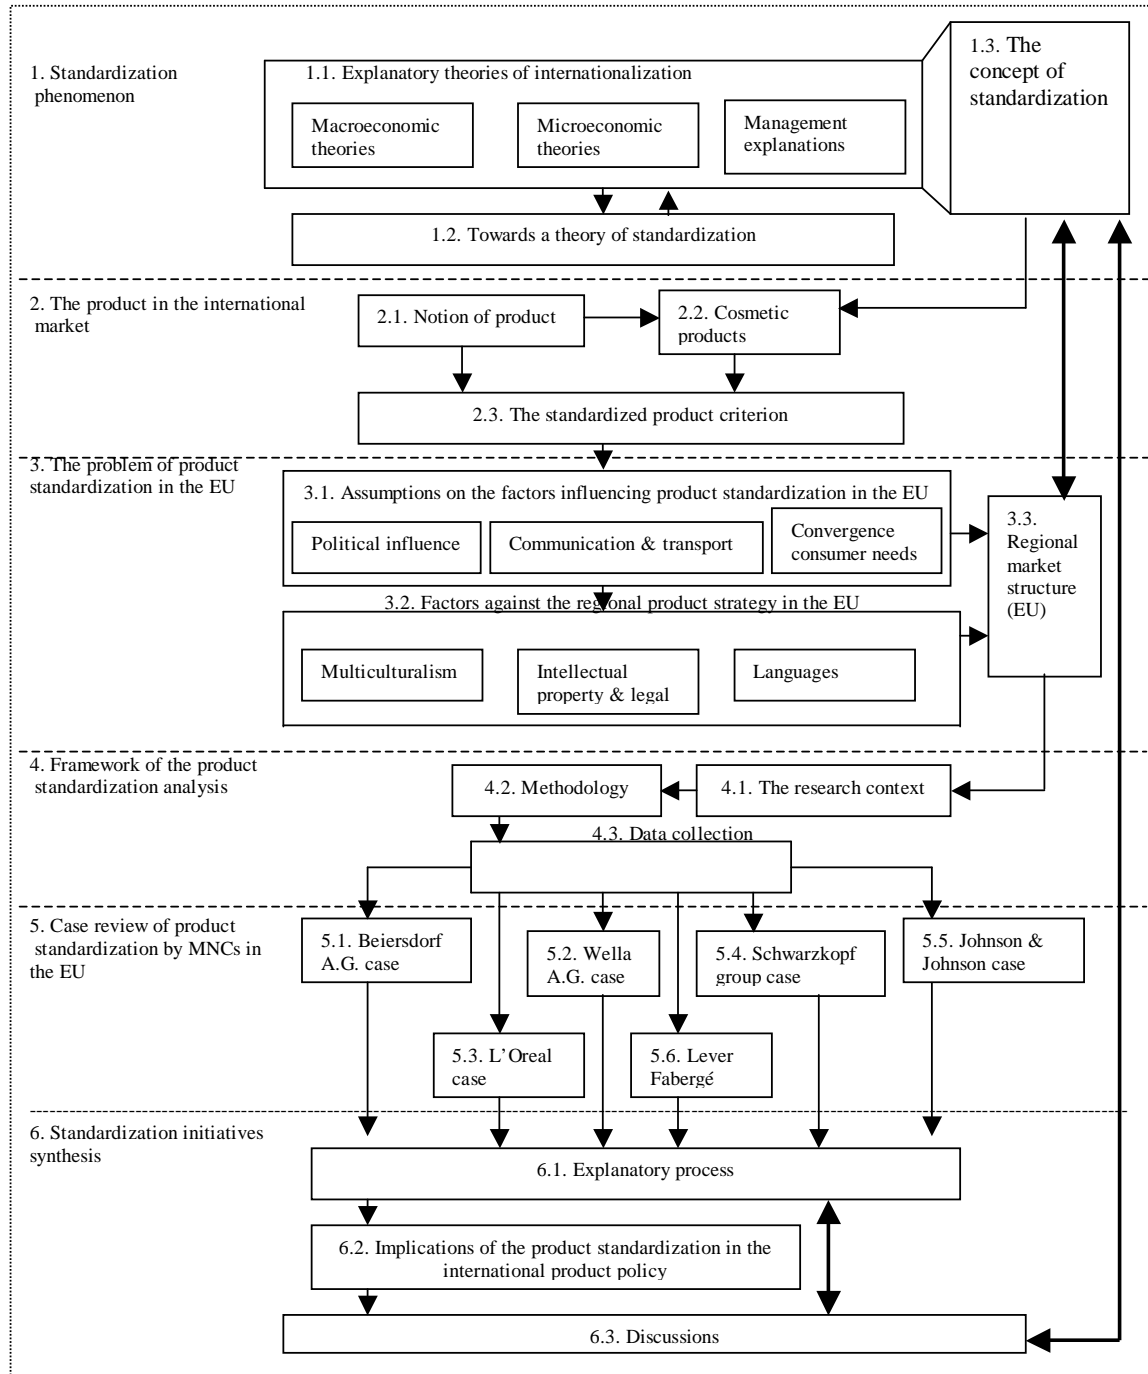 1. Standardization
phenomenon
1.1. Explanatory theories of internationalization
Macroeconomic
theories
Microeconomic
theories
Management
explanations
1.3. The
concept of
standardization
1.2. Towards a theory of standardization
2. The product in the international
market
2.1. Notion of product
2.2. Cosmetic
products
2.3. The standardized product criterion
3. The problem of product
standardization in the EU
3.1. Assumptions on the factors influencing product standardization in the EU
Political influence
Communication & transport
Convergence
consumer needs
3.3.
Regional
market
structure
(EU)
3.2. Factors against the regional product strategy in the EU
Multiculturalism
Intellectual
property & legal
Languages
4. Framework of the product
standardization analysis
4.2. Methodology
4.1. The research context
4.3. Data collection
5. Case review of product
standardization by MNCs in
the EU
5.1. Beiersdorf
A.G. case
5.2. Wella
A.G. case
5.4. Schwarzkopf
group case
5.5. Johnson &
Johnson case
5.3. L’Oreal
case
5.6. Lever
Fabergé
6. Standardization initiatives
synthesis
6.1. Explanatory process
6.2. Implications of the product standardization in the
international product policy
6.3. Discussions